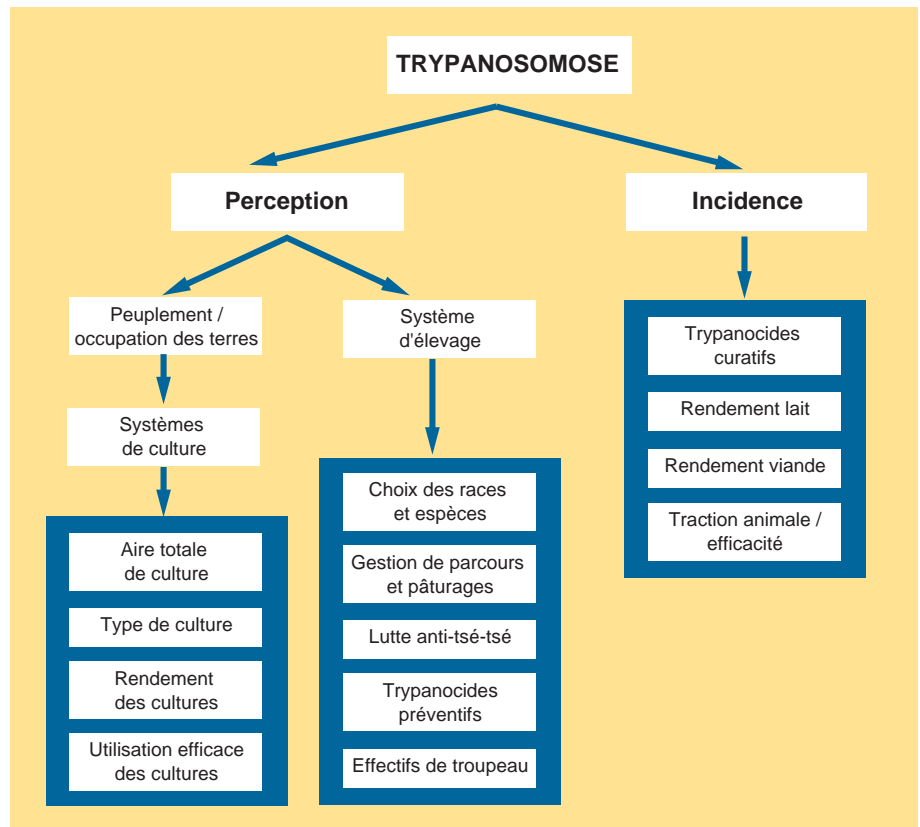 TRYPANOSOMOSE
Perception
Incidence
Peuplement /
occupation des terres
Systèmes
de culture
Aire totale
de culture
Type de culture
Rendement
des cultures
Utilisation efficace
des cultures
Système
d'élevage
Choix des races
et espèces
Gestion de parcours
et pâturages
Lutte anti-tsé-tsé
Trypanocides
préventifs
Effectifs de troupeau
Trypanocides
curatifs
Rendement lait
Rendement viande
Traction animale /
efficacité